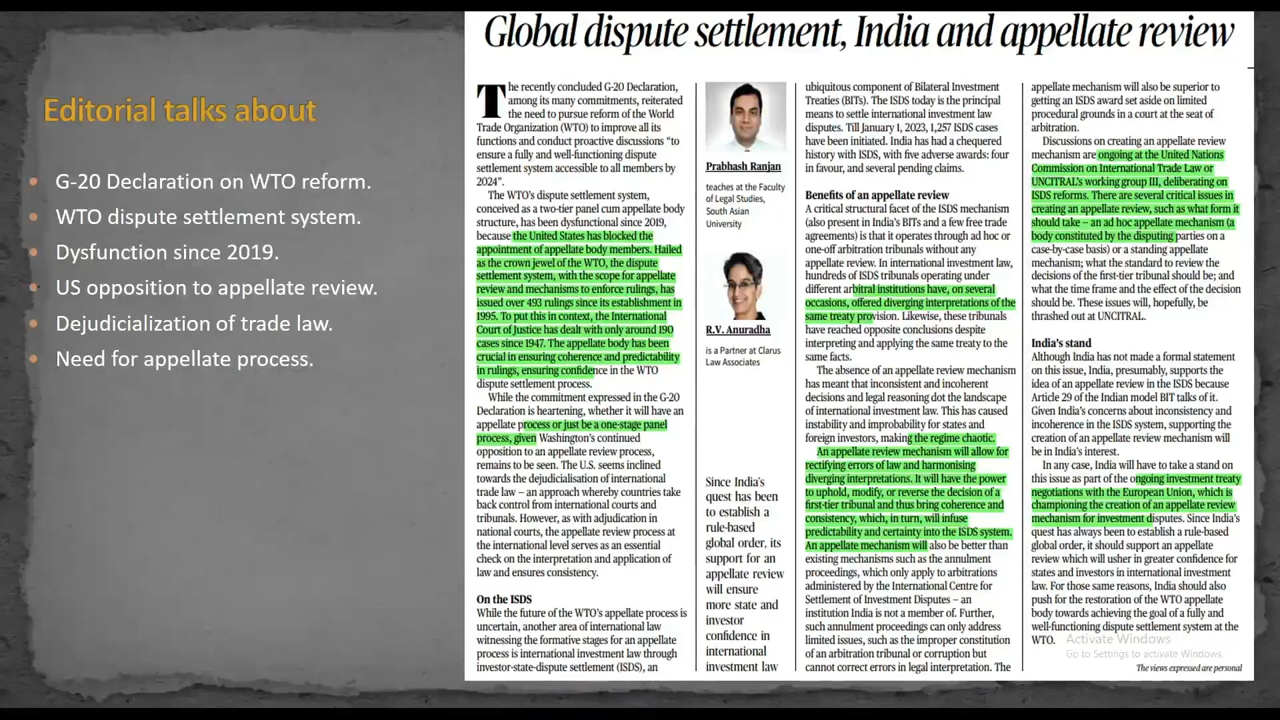 Global dispute settlement, India and appellate review
Editorial talks about
G-20 Declaration on WTO reform.
WTO dispute settlement system.
Dysfunction since 2019.
US opposition to appellate review.
Dejudicialization of trade law.
Need for appellate process.
The recently concluded G-20 Declaration,
among its many commitments, reiterated
the need to pursue reform of the World
Trade Organization (WTO) to improve all its
functions and conduct proactive discussions “to
ensure a fully and well-functioning dispute
settlement system accessible to all members by
2024”.
The WTO’s dispute settlement system,
conceived as a two-tier panel cum appellate body
structure, has been dysfunctional since 2019,
because the United States has blocked the
appointment of appellate body members. Hailed
as the crown jewel of the WTO, the dispute
settlement system, with the scope for appellate
review and mechanisms to enforce rulings, has
issued over 493 rulings since its establishment in
1995. To put this in context, the International
Court of Justice has dealt with only around 190
cases since 1947. The appellate body has been
crucial in ensuring coherence and predictability
in rulings, ensuring confidence in the WTO
dispute settlement process.
While the commitment expressed in the G-20
Declaration is heartening, whether it will have an
appellate process or just be a one-stage panel
process, given Washington’s continued
opposition to an appellate review process,
remains to be seen. The U.S. seems inclined
towards the dejudicialisation of international
trade law – an approach whereby countries take
back control from international courts and
tribunals. However, as with adjudication in
national courts, the appellate review process at
the international level serves as an essential
check on the interpretation and application of
law and ensures consistency.
On the ISDS
While the future of the WTO’s appellate process is
uncertain, another area of international law
witnessing the formative stages for an appellate
process is international investment law through
investor-state-dispute settlement (ISDS), an
Prabhash Ranjan
teaches at the Faculty
of Legal Studies,
South Asian
University
R.V. Anuradha
is a Partner at Clarus
Law Associates
Since India’s
quest has been
to establish a
rule-based
global order, its
support for an
appellate review
will ensure
more state and
investor
confidence in
international
investment law
ubiquitous component of Bilateral Investment
Treaties (BITs). The ISDS today is the principal
means to settle international investment law
disputes. Till January 1, 2023, 1,257 ISDS cases
have been initiated. India has had a chequered
history with ISDS, with five adverse awards: four
in favour, and several pending claims.
Benefits of an appellate review
A critical structural facet of the ISDS mechanism
(also present in India’s BITs and a few free trade
agreements) is that it operates through ad hoc or
one-off arbitration tribunals without any
appellate review. In international investment law,
hundreds of ISDS tribunals operating under
different arbitral institutions have, on several
occasions, offered diverging interpretations of the
same treaty provision. Likewise, these tribunals
have reached opposite conclusions despite
interpreting and applying the same treaty to the
same facts.
The absence of an appellate review mechanism
has meant that inconsistent and incoherent
decisions and legal reasoning dot the landscape
of international investment law. This has caused
instability and improbability for states and
foreign investors, making the regime chaotic.
An appellate review mechanism will allow for
rectifying errors of law and harmonising
diverging interpretations. It will have the power
to uphold, modify, or reverse the decision of a
first-tier tribunal and thus bring coherence and
consistency, which, in turn, will infuse
predictability and certainty into the ISDS system.
An appellate mechanism will also be better than
existing mechanisms such as the annulment
proceedings, which only apply to arbitrations
administered by the International Centre for
Settlement of Investment Disputes – an
institution India is not a member of. Further,
such annulment proceedings can only address
limited issues, such as the improper constitution
of an arbitration tribunal or corruption but
cannot correct errors in legal interpretation. The
appellate mechanism will also be superior to
getting an ISDS award set aside on limited
procedural grounds in a court at the seat of
arbitration.
Discussions on creating an appellate review
mechanism are ongoing at the United Nations
Commission on International Trade Law or
UNCITRAL’s working group III, deliberating on
ISDS reforms. There are several critical issues in
creating an appellate review, such as what form it
should take – an ad hoc appellate mechanism (a
body constituted by the disputing parties on a
case-by-case basis) or a standing appellate
mechanism; what the standard to review the
decisions of the first-tier tribunal should be; and
what the time frame and the effect of the decision
should be. These issues will, hopefully, be
thrashed out at UNCITRAL.
India’s stand
Although India has not made a formal statement
on this issue, India, presumably, supports the
idea of an appellate review in the ISDS because
Article 29 of the Indian model BIT talks of it.
Given India’s concerns about inconsistency and
incoherence in the ISDS system, supporting the
creation of an appellate review mechanism will
be in India’s interest.
In any case, India will have to take a stand on
this issue as part of the ongoing investment treaty
negotiations with the European Union, which is
championing the creation of an appellate review
mechanism for investment disputes. Since India’s
quest has always been to establish a rule-based
global order, it should support an appellate
review which will usher in greater confidence for
states and investors in international investment
law. For those same reasons, India should also
push for the restoration of the WTO appellate
body towards achieving the goal of a fully and
well-functioning dispute settlement system at the
WTO.
The views expressed are personal
Activate Windows
Go to Settings to activate Windows.